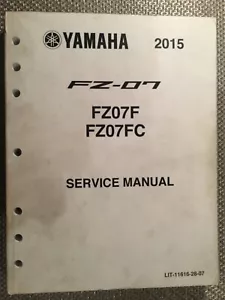 YAMAHA 2015
FZ-07
FZ07F
FZ07FC
SERVICE MANUAL
LIT-11616-28-07